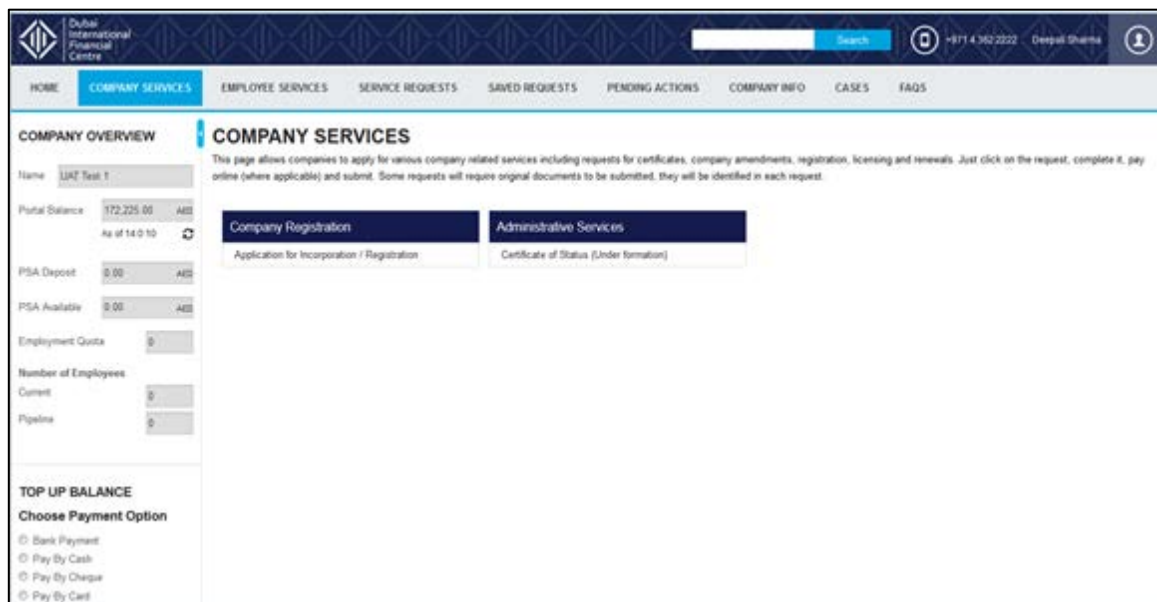 Dubai
International
Financial
Centre
Search
+971 4 362 2222
Deepali Sharma
HOME
COMPANY SERVICES
EMPLOYEE SERVICES
SERVICE REQUESTS
SAVED REQUESTS
PENDING ACTIONS
COMPANY INFO
CASES
FAQS
COMPANY OVERVIEW
Name UAT Test 1
Portal Balance 172,225.00 AED
As of 14:0:10
PSA Deposit 0.00 AED
PSA Available 0.00 AED
Employment Quota 0
Number of Employees
Current 0
Pipeline 0
TOP UP BALANCE
Choose Payment Option
Bank Payment
Pay By Cash
Pay By Cheque
Pay By Card
COMPANY SERVICES
This page allows companies to apply for various company related services including requests for certificates, company amendments, registration, licensing and renewals. Just click on the request, complete it, pay
online (where applicable) and submit. Some requests will require original documents to be submitted, they will be identified in each request.
Company Registration
Application for Incorporation / Registration
Administrative Services
Certificate of Status (Under formation)